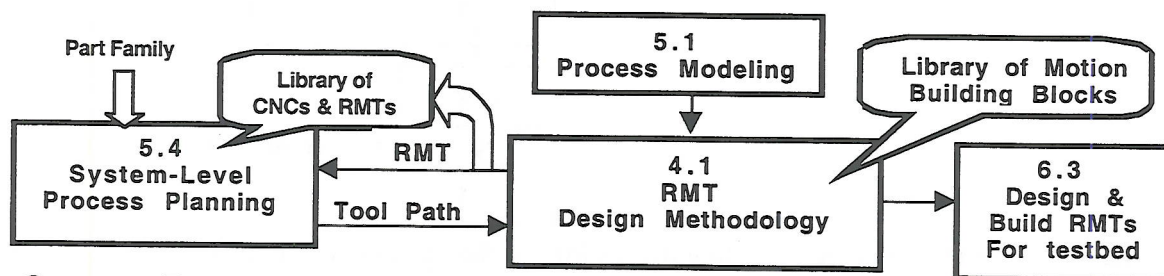 Part Family
Library of
CNCs & RMTs
5.1
Process Modeling
Library of Motion
Building Blocks
5.4
System-Level
Process Planning
RMT
Tool Path
4.1
RMT
Design Methodology
6.3
Design &
Build RMTs
For testbed